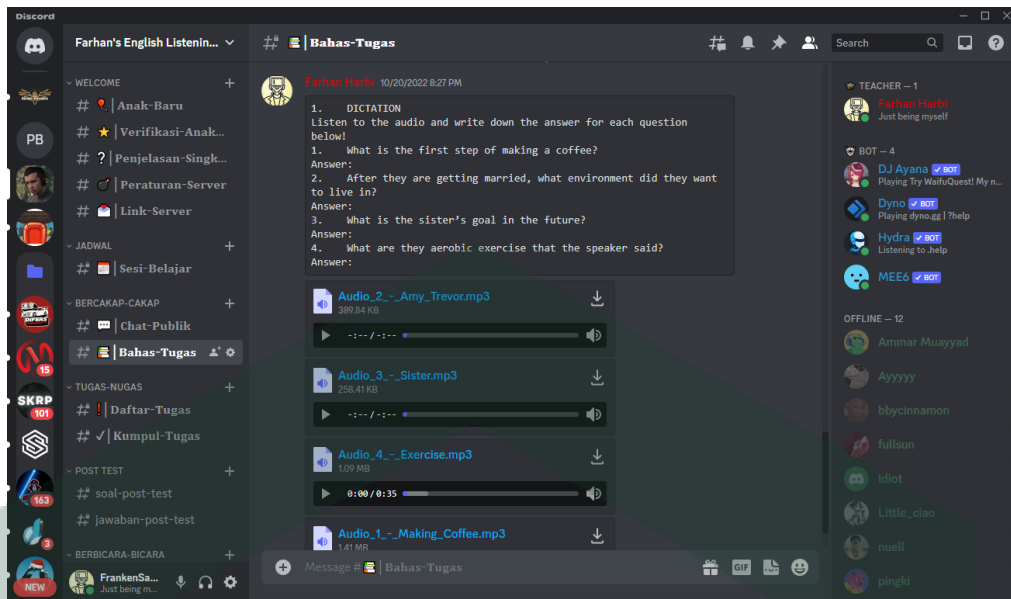 Discord
Farhan's English Listenin...
WELCOME
Anak-Baru
Verifikasi-Anak...
Penjelasan-Singk...
Peraturan-Server
Link-Server
JADWAL
Sesi-Belajar
BERCAKAP-CAKAP
Chat-Publik
Bahas-Tugas
TUGAS-NUGAS
Daftar-Tugas
Kumpul-Tugas
POST TEST
soal-post-test
jawaban-post-test
BERBICARA-BICARA
FrankenSa...
Just being m...
PB
15
SKRP
101
163
3
NEW
Bahas-Tugas
Search
Farhan Harbi 10/20/2022 8:27 PM
1. DICTATION
Listen to the audio and write down the answer for each question
below!
1. What is the first step of making a coffee?
Answer:
2. After they are getting married, what environment did they want
to live in?
Answer:
3. What is the sister's goal in the future?
Answer:
4. What are they aerobic exercise that the speaker said?
Answer:
Audio_2_-_Amy_Trevor.mp3
389.84 KB
-:-- / -:--
Audio_3_-_Sister.mp3
258.41 KB
-:-- / -:--
Audio_4_-_Exercise.mp3
1.09 MB
0:00 / 0:35
Audio_1_-_Making_Coffee.mp3
1.41 MB
Message # | Bahas-Tugas
GIF
TEACHER — 1
Farhan Harbi
Just being myself
BOT — 4
DJ Ayana ✓ BOT
Playing Try WaifuQuest! My n...
Dyno ✓ BOT
Playing dyno.gg | ?help
Hydra ✓ BOT
Listening to .help
MEE6 ✓ BOT
OFFLINE — 12
Ammar Muayyad
Ayyyyy
bbycinnamon
fullsun
Idiot
Little_ciao
nuell
pingki